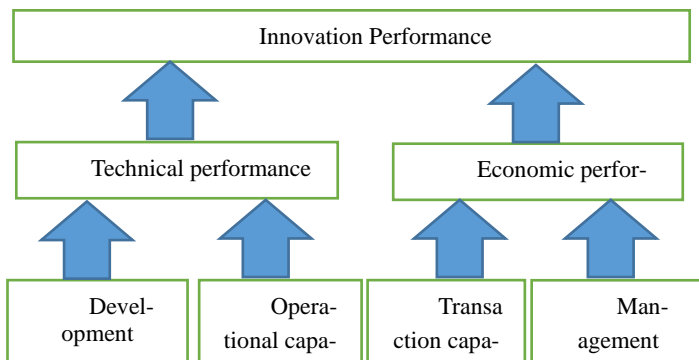 Innovation Performance
Technical performance
Economic perfor-
Devel-
opment
Opera-
tional capa-
Transa
ction capa-
Man-
agement